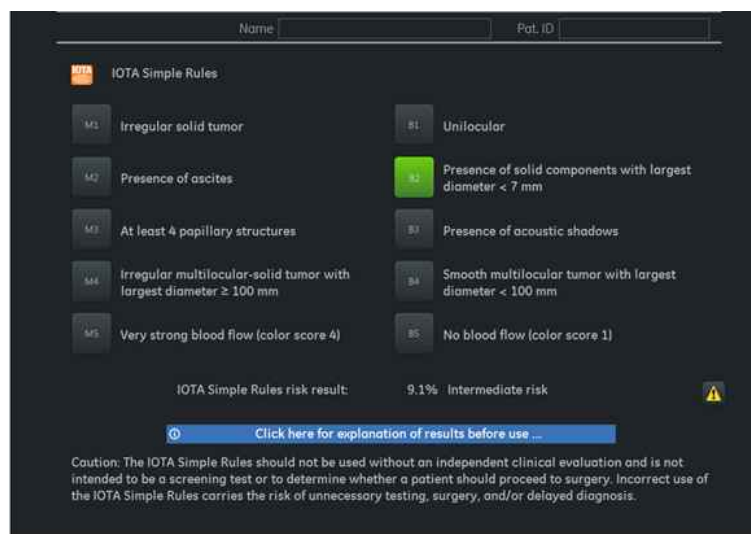 Name Pat. ID
IOTA IOTA Simple Rules
M1 Irregular solid tumor
B1 Unilocular
M2 Presence of ascites
B2 Presence of solid components with largest
diameter < 7 mm
M3 At least 4 papillary structures
B3 Presence of acoustic shadows
M4 Irregular multilocular-solid tumor with
largest diameter ≥ 100 mm
B4 Smooth multilocular tumor with largest
diameter < 100 mm
M5 Very strong blood flow (color score 4)
B5 No blood flow (color score 1)
IOTA Simple Rules risk result: 9.1% Intermediate risk
Click here for explanation of results before use ...
Caution: The IOTA Simple Rules should not be used without an independent clinical evaluation and is not
intended to be a screening test or to determine whether a patient should proceed to surgery. Incorrect use of
the IOTA Simple Rules carries the risk of unnecessary testing, surgery, and/or delayed diagnosis.